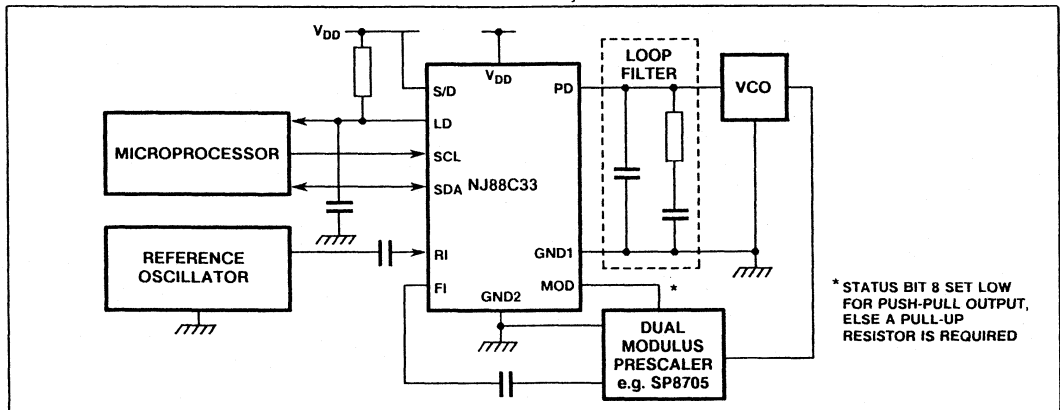 VDD
VDD
LOOP
FILTER
S/D
PD
VCO
LD
MICROPROCESSOR
SCL
SDA
NJ88C33
REFERENCE
OSCILLATOR
RI
GND1
FI
MOD
*
GND2
DUAL
MODULUS
PRESCALER
e.g. SP8705
* STATUS BIT 8 SET LOW
FOR PUSH-PULL OUTPUT,
ELSE A PULL-UP
RESISTOR IS REQUIRED